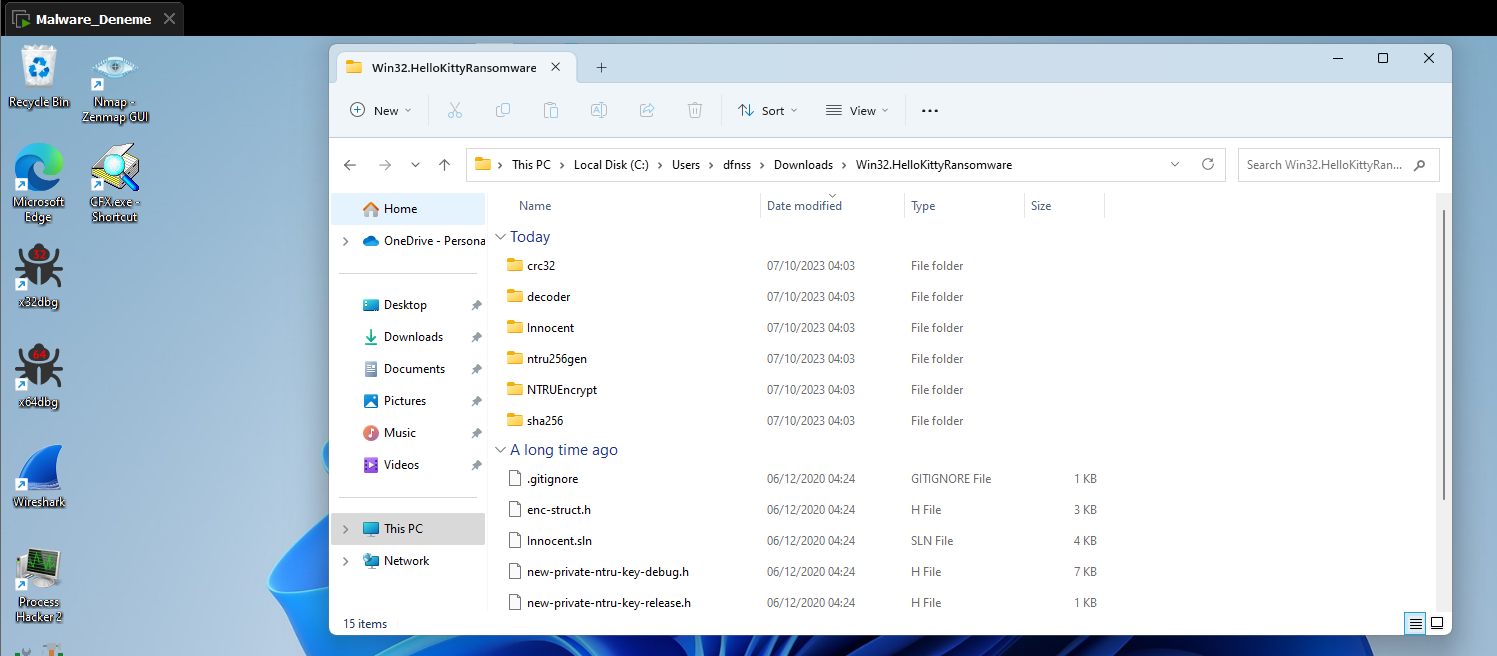 Malware_Deneme
Recycle Bin
Nmap - Zenmap GUI
Microsoft Edge
CFX.exe - Shortcut
32
x32dbg
64
x64dbg
Wireshark
Process Hacker 2
Win32.HelloKittyRansomware
New
Sort
View
This PC > Local Disk (C:) > Users > dfnss > Downloads > Win32.HelloKittyRansomware
Search Win32.HelloKittyRan...
Home
OneDrive - Persona
Desktop
Downloads
Documents
Pictures
Music
Videos
This PC
Network
Name Date modified Type Size
Today
crc32 07/10/2023 04:03 File folder
decoder 07/10/2023 04:03 File folder
Innocent 07/10/2023 04:03 File folder
ntru256gen 07/10/2023 04:03 File folder
NTRUEncrypt 07/10/2023 04:03 File folder
sha256 07/10/2023 04:03 File folder
A long time ago
.gitignore 06/12/2020 04:24 GITIGNORE File 1 KB
enc-struct.h 06/12/2020 04:24 H File 3 KB
Innocent.sln 06/12/2020 04:24 SLN File 4 KB
new-private-ntru-key-debug.h 06/12/2020 04:24 H File 7 KB
new-private-ntru-key-release.h 06/12/2020 04:24 H File 1 KB
15 items